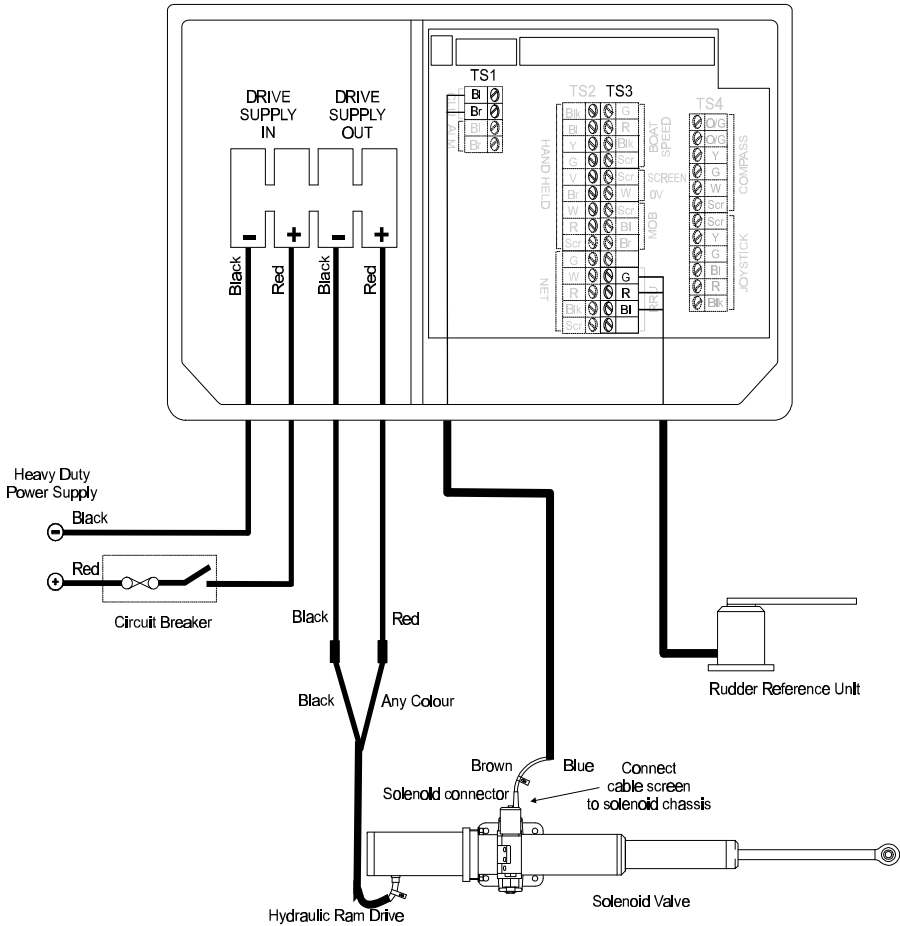 TS1
DRIVE
SUPPLY
IN
DRIVE
SUPPLY
OUT
Bl
Br
Bl
Br
CLU
ALM
TS2
TS3
TS4
HAND HELD
NET
Blk
Bl
Y
G
V
Br
W
R
Scr
G
W
R
Blk
Scr
G
R
Blk
Scr
Scr
W
Scr
Bl
Br
G
R
Bl
BOAT
SPEED
SCREEN
0V
MOB
RRU
O/G
O/G
Y
G
W
Scr
Scr
Y
G
Bl
R
Blk
COMPASS
JOYSTICK
-
+
-
+
Black
Red
Black
Red
Heavy Duty
Power Supply
-
Black
+
Red
Circuit Breaker
Black
Red
Black
Any Colour
Rudder Reference Unit
Brown
Blue
Connect
cable screen
to solenoid chassis
Solenoid connector
Solenoid Valve
Hydraulic Ram Drive